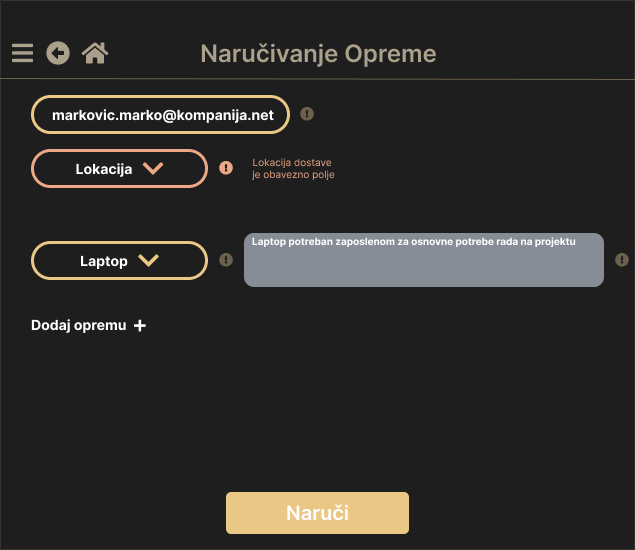 Naručivanje Opreme
markovic.marko@kompanija.net
Lokacija
Lokacija dostave
je obavezno polje
Laptop
Laptop potreban zaposlenom za osnovne potrebe rada na projektu
Dodaj opremu +
Naruči